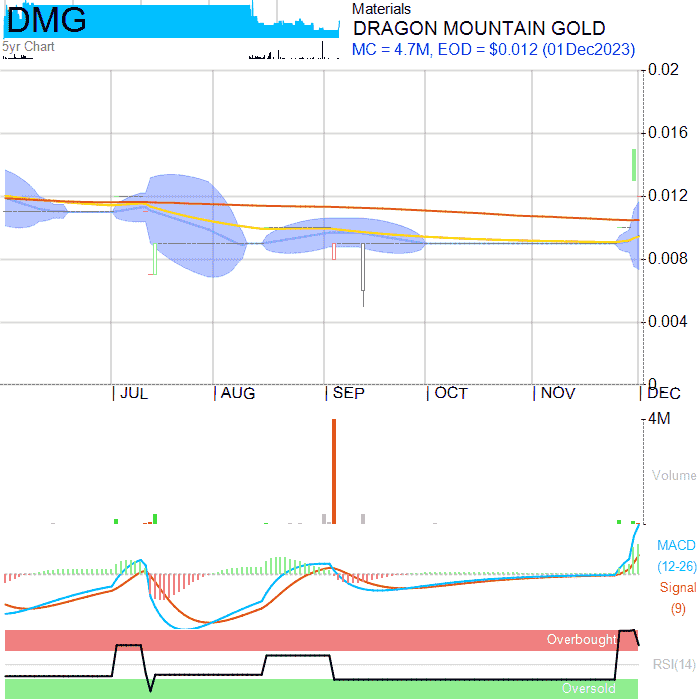 DMG
5yr Chart
Materials
DRAGON MOUNTAIN GOLD
MC = 4.7M, EOD = $0.012 (01Dec2023)
0.02
0.016
0.012
0.008
0.004
0
JUL
AUG
SEP
OCT
NOV
DEC
4M
Volume
MACD
(12-26)
Signal
(9)
Overbought
RSI(14)
Oversold